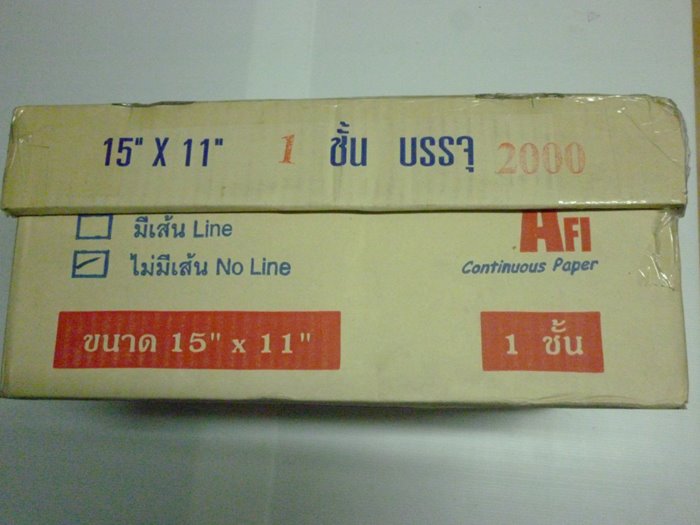 15" X 11" 1 ชั้น บรรจุ 2000
มีเส้น Line
ไม่มีเส้น No Line
AFI
Continuous Paper
ขนาด 15" x 11"
1 ชั้น